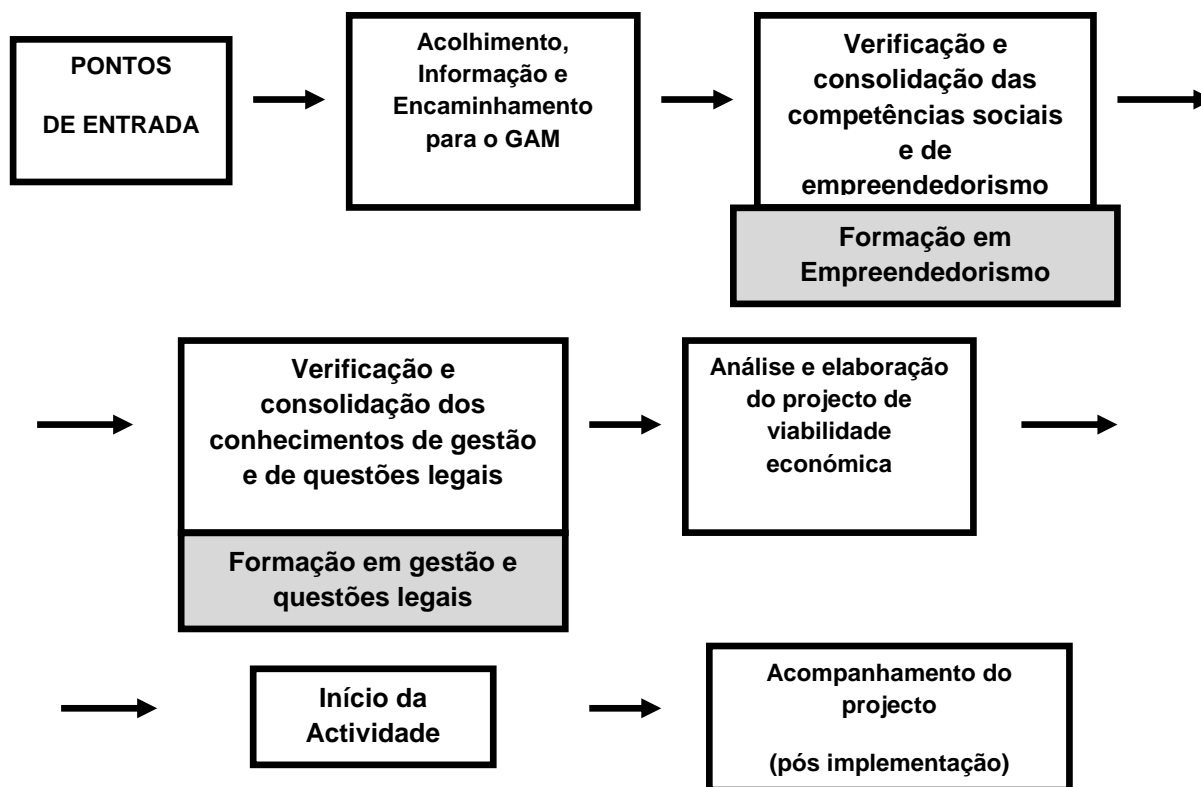 PONTOS
DE ENTRADA
Acolhimento,
Informação e
Encaminhamento
para o GAM
Verificação e
consolidação das
competências sociais
e de
empreendedorismo
Formação em
Empreendedorismo
Verificação e
consolidação dos
conhecimentos de gestão
e de questões legais
Formação em gestão e
questões legais
Análise e elaboração
do projecto de
viabilidade
económica
Início da
Actividade
Acompanhamento do
projecto
(pós implementação)